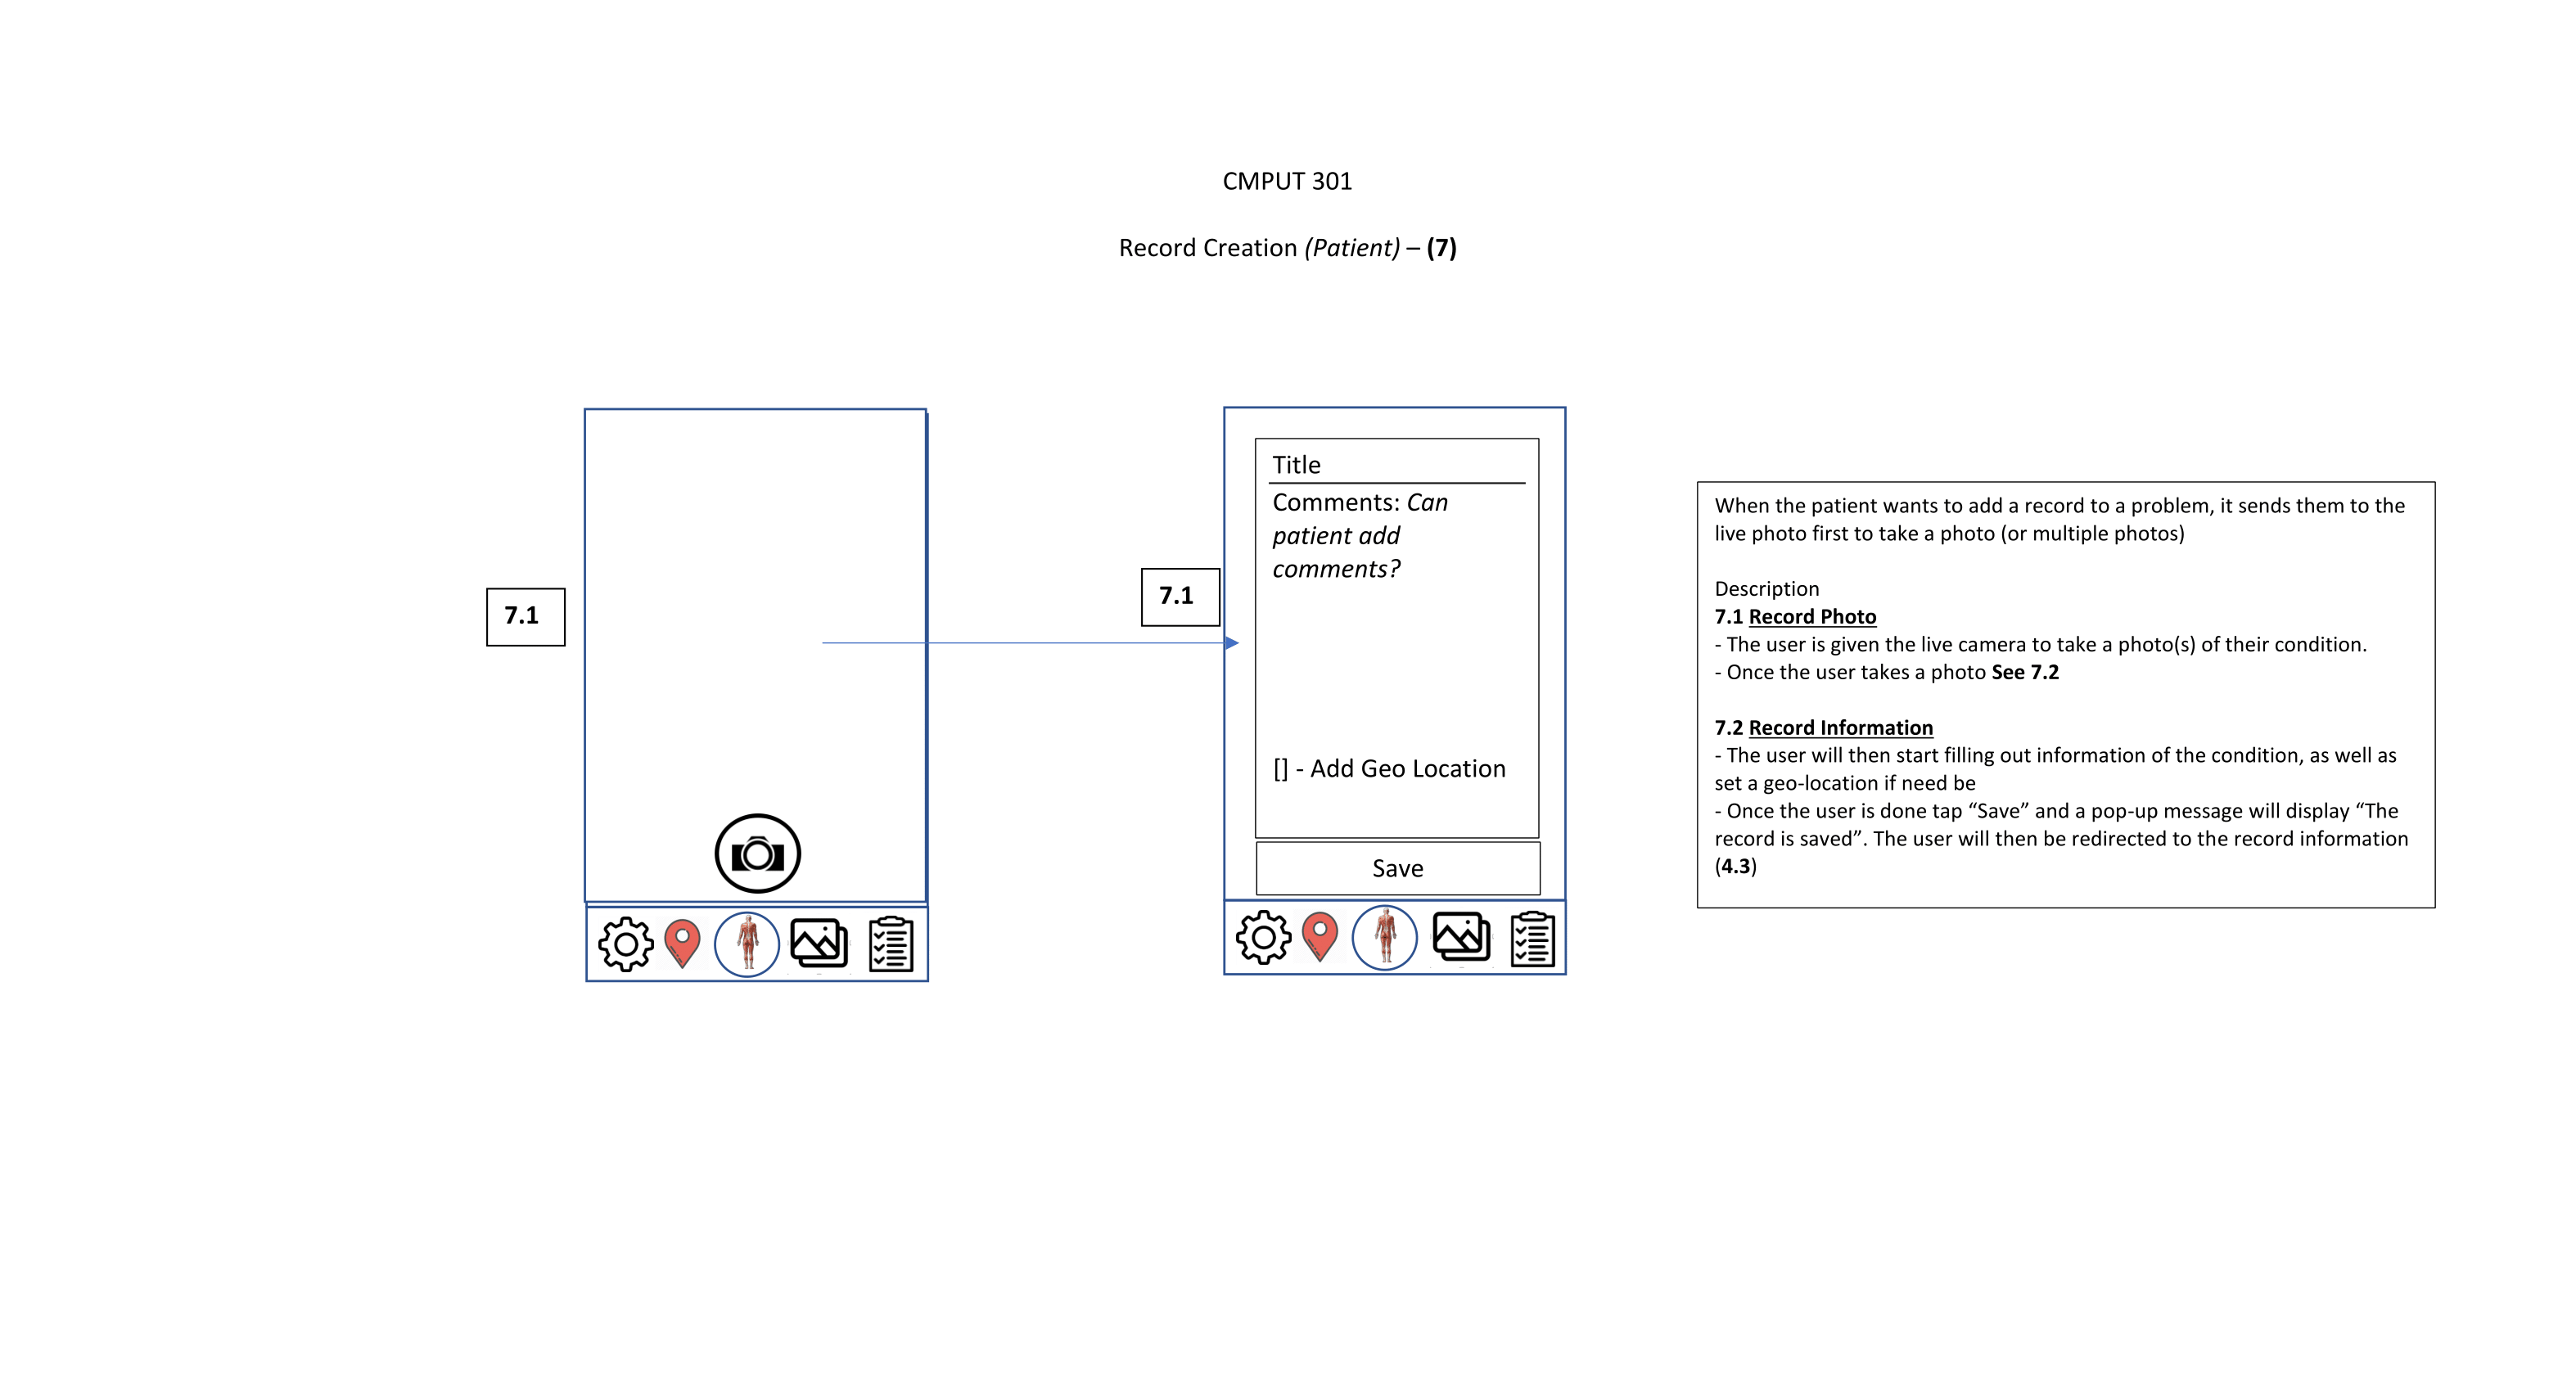 CMPUT 301
Record Creation (Patient) – (7)
7.1
7.1
Title
Comments: Can
patient add
comments?
[] - Add Geo Location
Save
When the patient wants to add a record to a problem, it sends them to the
live photo first to take a photo (or multiple photos)
Description
7.1 Record Photo
- The user is given the live camera to take a photo(s) of their condition.
- Once the user takes a photo See 7.2
7.2 Record Information
- The user will then start filling out information of the condition, as well as
set a geo-location if need be
- Once the user is done tap “Save” and a pop-up message will display “The
record is saved”. The user will then be redirected to the record information
(4.3)